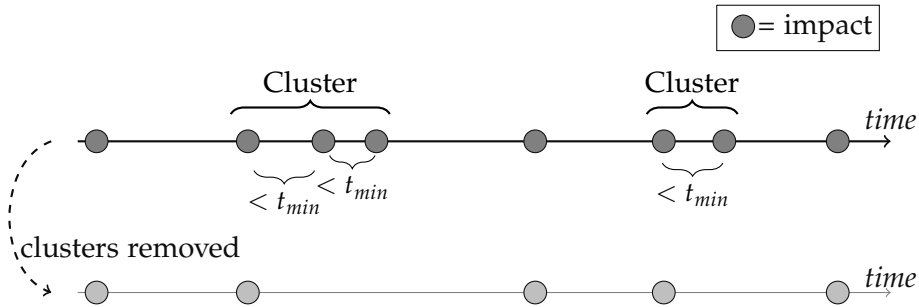 = impact
Cluster
Cluster
time
< t_min
< t_min
< t_min
clusters removed
time